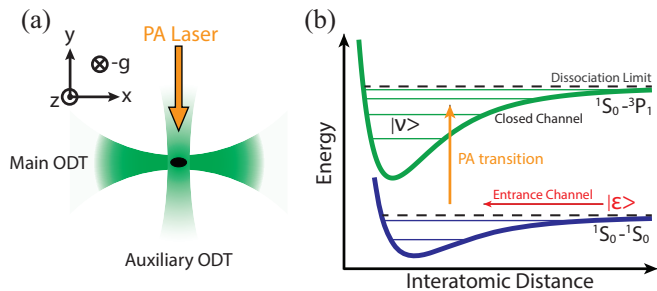 (a)
PA Laser
y
-g
z
x
Main ODT
Auxiliary ODT
(b)
Energy
Dissociation Limit
¹S₀-³P₁
|ν>
Closed Channel
PA transition
Entrance Channel
|ε>
¹S₀-¹S₀
Interatomic Distance